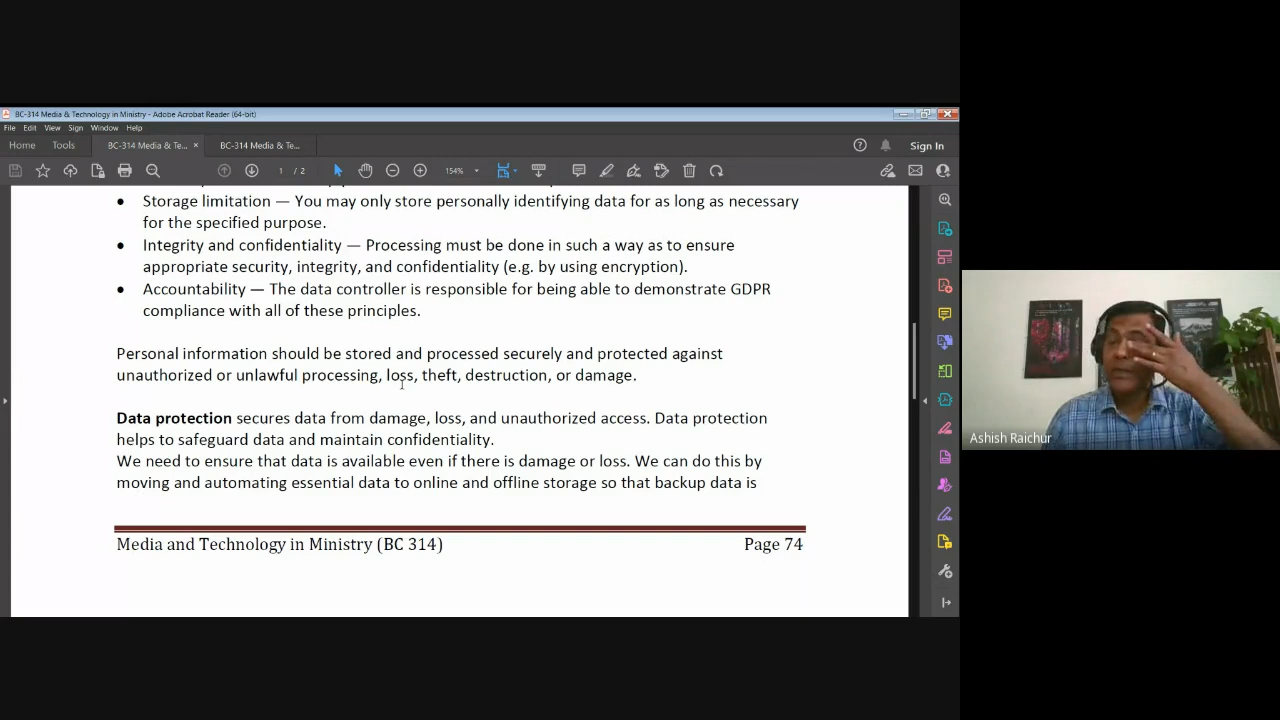 BC-314 Media & Technology in Ministry - Adobe Acrobat Reader (64-bit)
File Edit View Sign Window Help
Home Tools BC-314 Media & Te... × BC-314 Media & Te... Sign In
1 / 2 154%
Storage limitation — You may only store personally identifying data for as long as necessary
for the specified purpose.
• Integrity and confidentiality — Processing must be done in such a way as to ensure
appropriate security, integrity, and confidentiality (e.g. by using encryption).
• Accountability — The data controller is responsible for being able to demonstrate GDPR
compliance with all of these principles.
Personal information should be stored and processed securely and protected against
unauthorized or unlawful processing, loss, theft, destruction, or damage.
Data protection secures data from damage, loss, and unauthorized access. Data protection
helps to safeguard data and maintain confidentiality.
We need to ensure that data is available even if there is damage or loss. We can do this by
moving and automating essential data to online and offline storage so that backup data is
Media and Technology in Ministry (BC 314) Page 74
Ashish Raichur